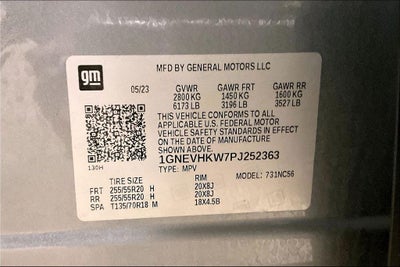 gm
MFD BY GENERAL MOTORS LLC
05/23 GVWR GAWR FRT GAWR RR
2800 KG 1450 KG 1600 KG
6173 LB 3196 LB 3527 LB
THIS VEHICLE CONFORMS TO ALL
APPLICABLE U.S. FEDERAL MOTOR
VEHICLE SAFETY STANDARDS IN EFFECT
ON THE DATE OF MANUFACTURE SHOWN
ABOVE.
1GNEVHKW7PJ252363
130H TYPE: MPV MODEL: 731NC56
TIRE SIZE RIM
FRT 255/55R20 H 20X8J
RR 255/55R20 H 20X8J
SPA T135/70R18 M 18X4.5B